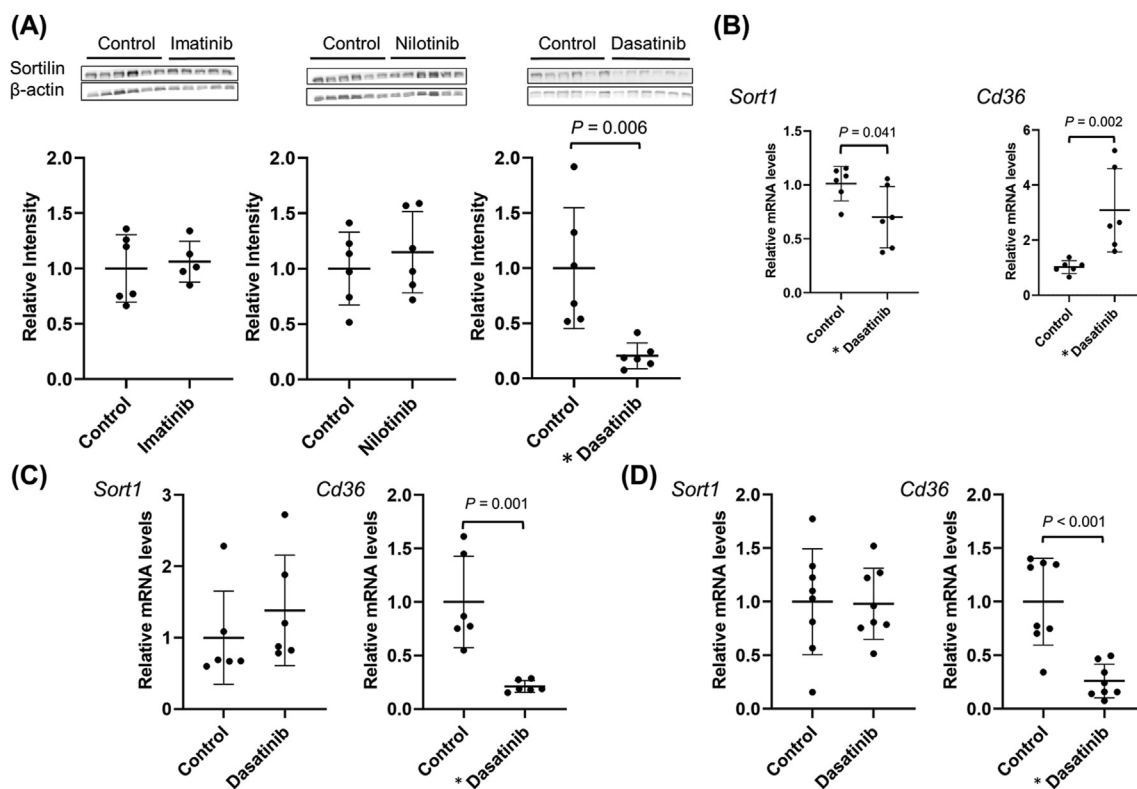 (A)
Control Imatinib
Control Nilotinib
Control Dasatinib
Sortilin
β-actin
Relative Intensity
2.0
1.5
1.0
0.5
0.0
Control
Imatinib
Relative Intensity
2.0
1.5
1.0
0.5
0.0
Control
Nilotinib
P = 0.006
Relative Intensity
2.0
1.5
1.0
0.5
0.0
Control
* Dasatinib
(B)
Sort1
Relative mRNA levels
1.5
1.0
0.5
0.0
P = 0.041
Control
* Dasatinib
Cd36
Relative mRNA levels
6
4
2
0
P = 0.002
Control
* Dasatinib
(C)
Sort1
Relative mRNA levels
3
2
1
0
Control
Dasatinib
Cd36
Relative mRNA levels
2.0
1.5
1.0
0.5
0.0
P = 0.001
Control
* Dasatinib
(D)
Sort1
Relative mRNA levels
2.0
1.5
1.0
0.5
0.0
Control
Dasatinib
Cd36
Relative mRNA levels
2.0
1.5
1.0
0.5
0.0
P < 0.001
Control
* Dasatinib